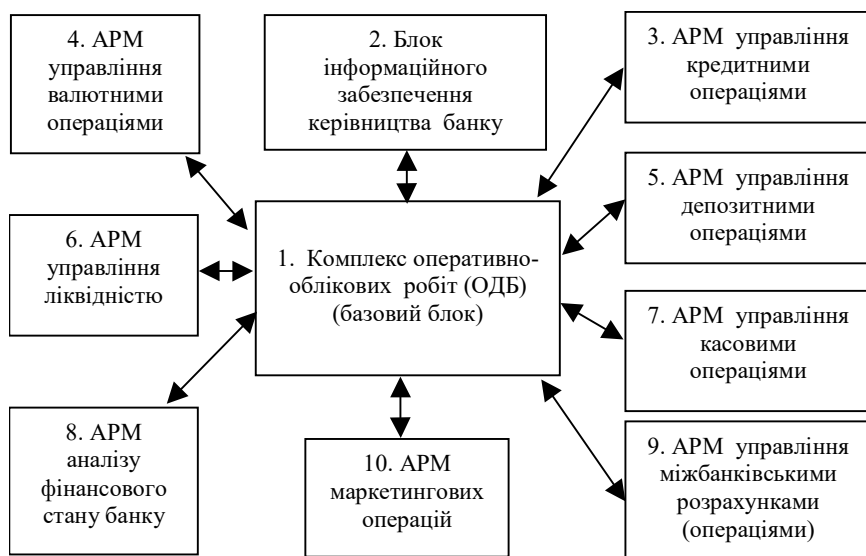 4. АРМ
управління
валютними
операціями
2. Блок
інформаційного
забезпечення
керівництва банку
3. АРМ управління
кредитними
операціями
5. АРМ управління
депозитними
операціями
6. АРМ
управління
ліквідністю
1. Комплекс оперативно-
облікових робіт (ОДБ)
(базовий блок)
7. АРМ управління
касовими
операціями
8. АРМ
аналізу
фінансового
стану банку
10. АРМ
маркетингових
операцій
9. АРМ управління
міжбанківськими
розрахунками
(операціями)